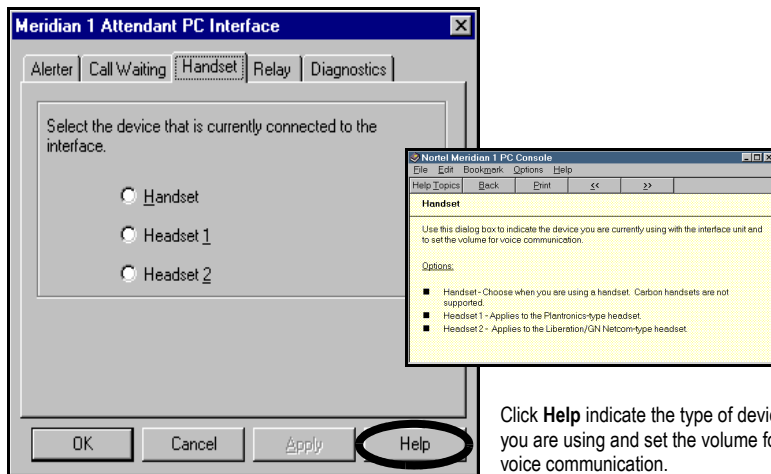 Meridian 1 Attendant PC Interface
Alerter Call Waiting Handset Relay Diagnostics
Select the device that is currently connected to the
interface.
Handset
Headset 1
Headset 2
OK Cancel Apply Help
Nortel Meridian 1 PC Console
File Edit Bookmark Options Help
Help Topics Back Print << >>
Handset
Use this dialog box to indicate the device you are currently using with the interface unit and
to set the volume for voice communication.
Options:
■ Handset - Choose when you are using a handset. Carbon handsets are not
supported.
■ Headset 1 - Applies to the Plantronics-type headset.
■ Headset 2 - Applies to the Liberation/GN Netcom-type headset.
Click Help indicate the type of devic
you are using and set the volume fo
voice communication.